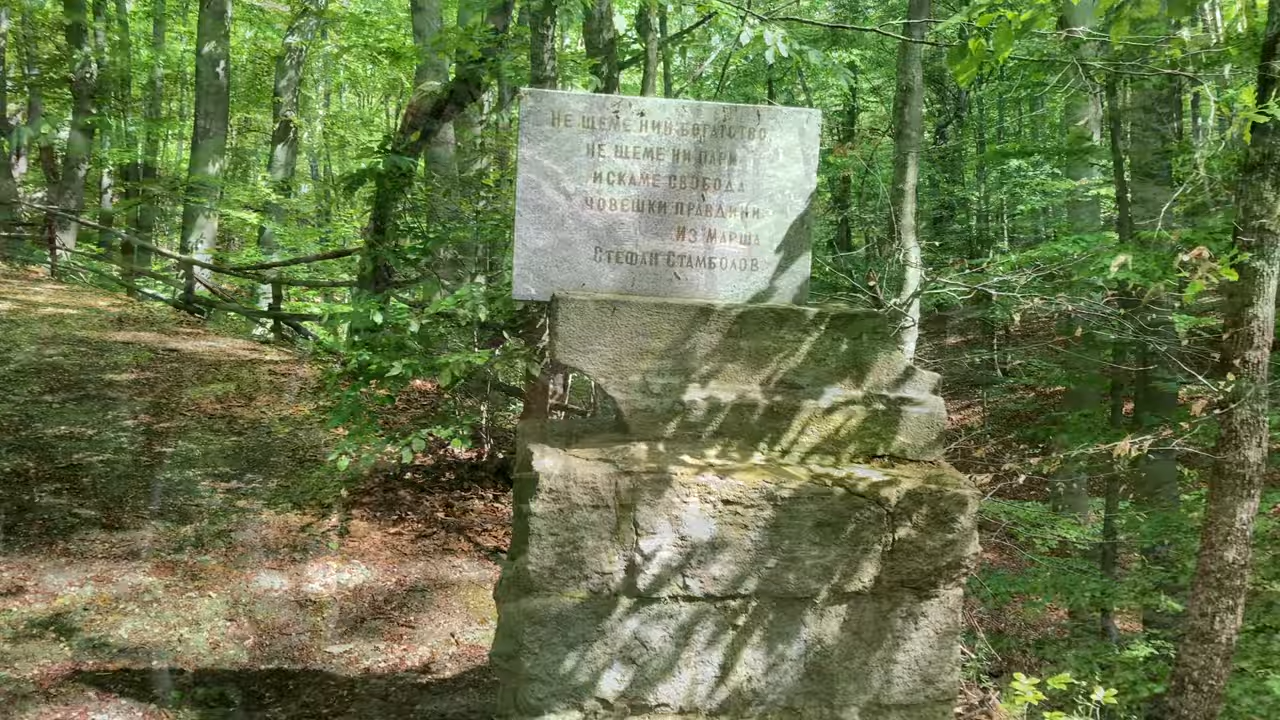 Не щеме ний богатство,
не щеме ни пари
искаме свобода
човешки правдини.
Из Марша
Стефан Стамболов